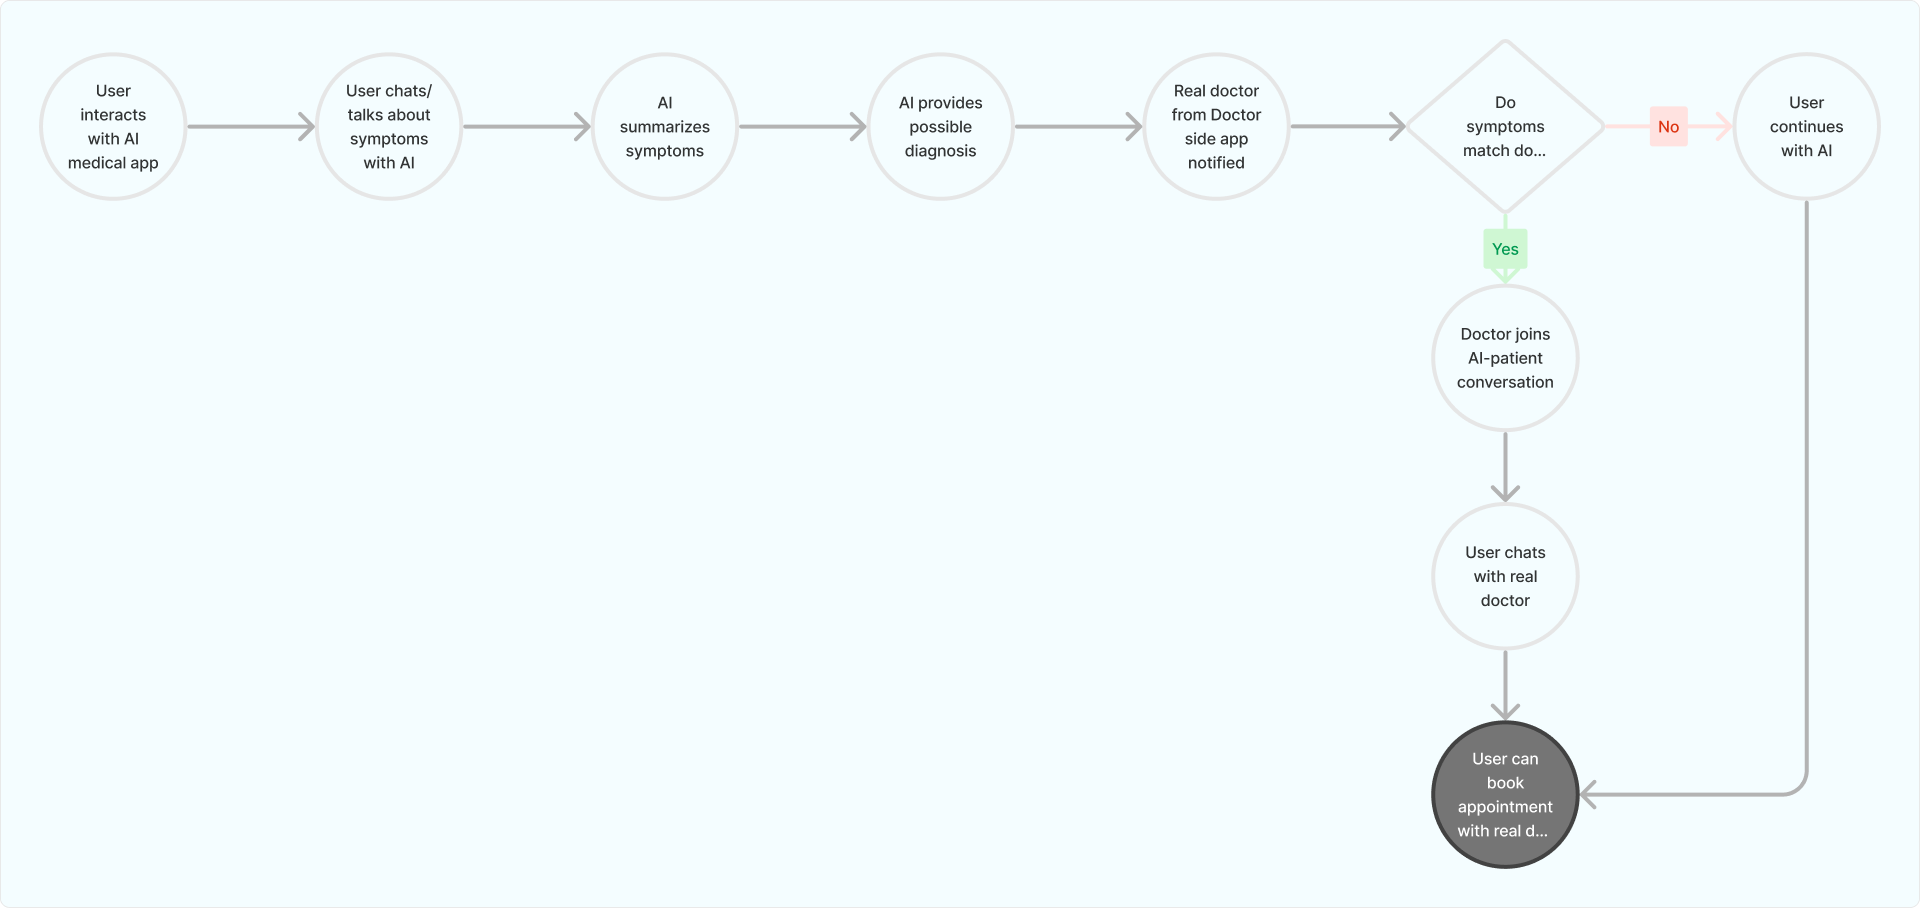 User
interacts
with AI
medical app
User chats/
talks about
symptoms
with AI
AI
summarizes
symptoms
AI provides
possible
diagnosis
Real doctor
from Doctor
side app
notified
Do
symptoms
match do...
No
User
continues
with AI
Yes
Doctor joins
AI-patient
conversation
User chats
with real
doctor
User can
book
appointment
with real d...